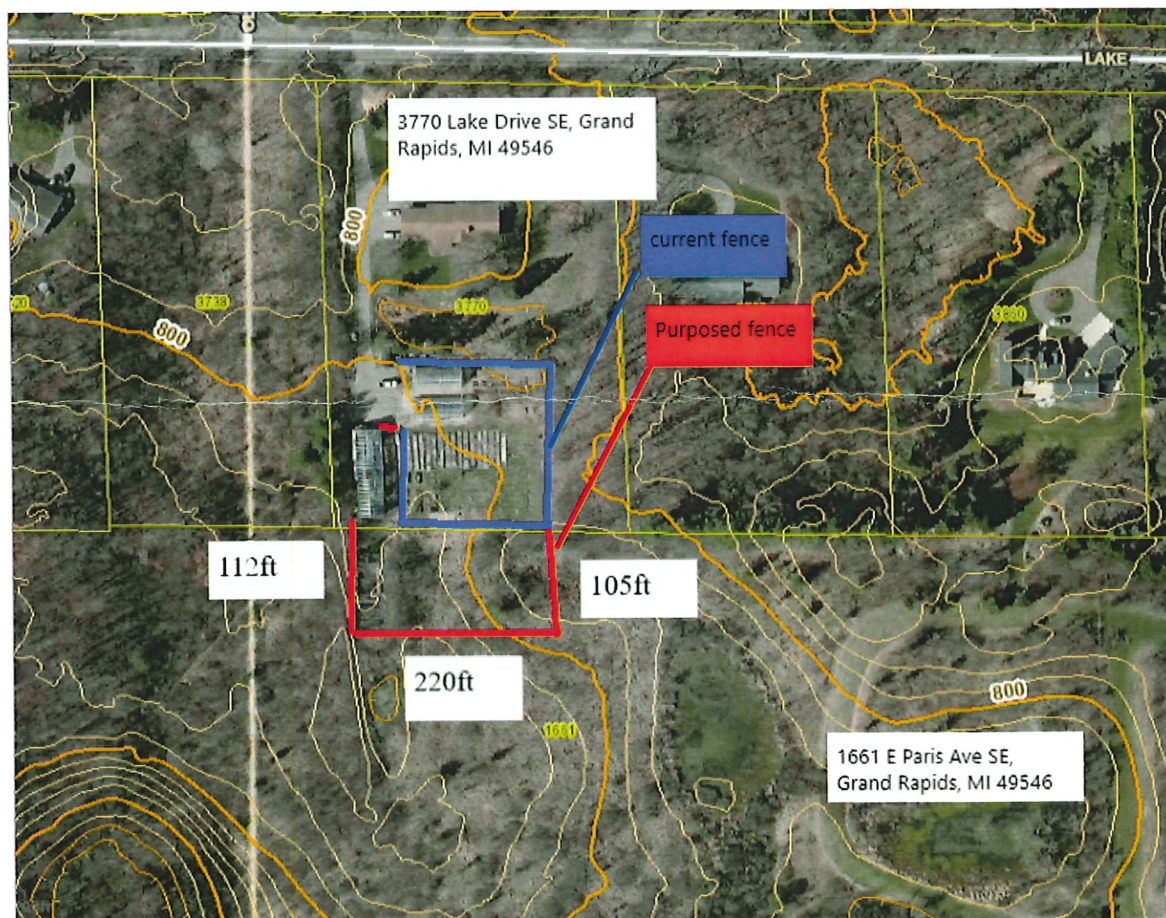 LAKE
3770 Lake Drive SE, Grand
Rapids, MI 49546
800
current fence
3738
3770
Purposed fence
800
112ft
105ft
220ft
1661
800
1661 E Paris Ave SE,
Grand Rapids, MI 49546